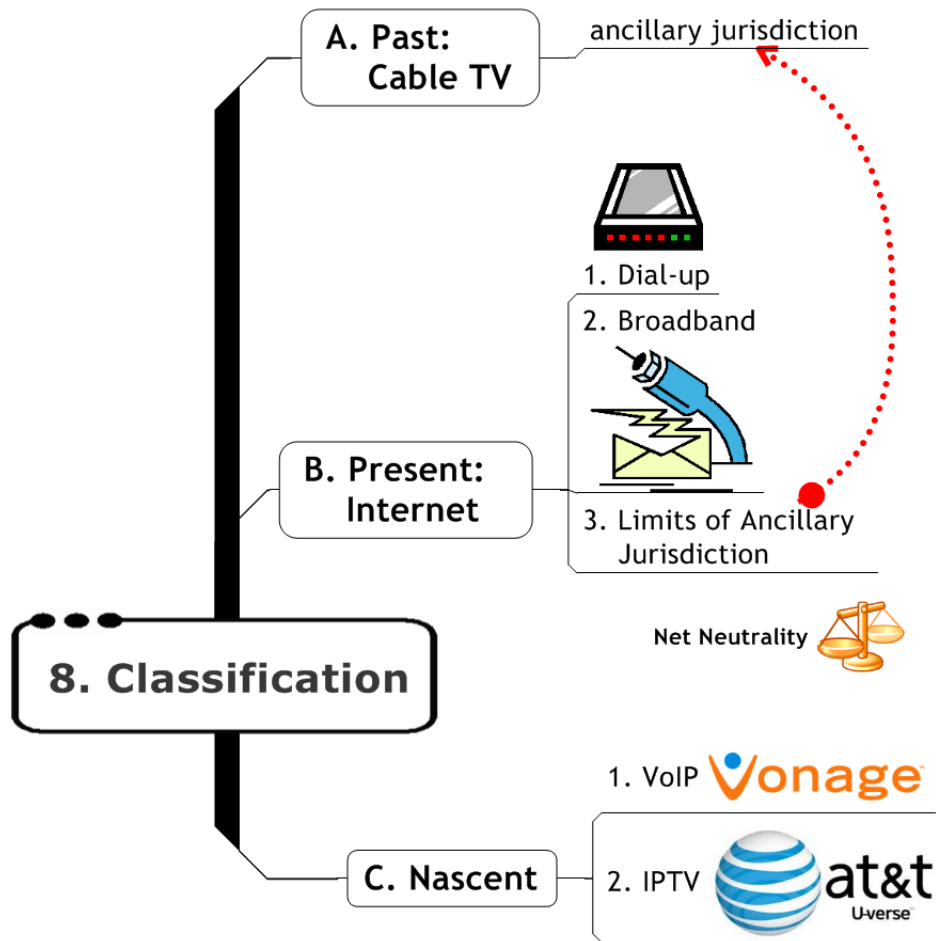 A. Past:
Cable TV
ancillary jurisdiction
1. Dial-up
2. Broadband
B. Present:
Internet
3. Limits of Ancillary
Jurisdiction
Net Neutrality
8. Classification
1. VoIP Vonage
C. Nascent
2. IPTV at&t
U-verse